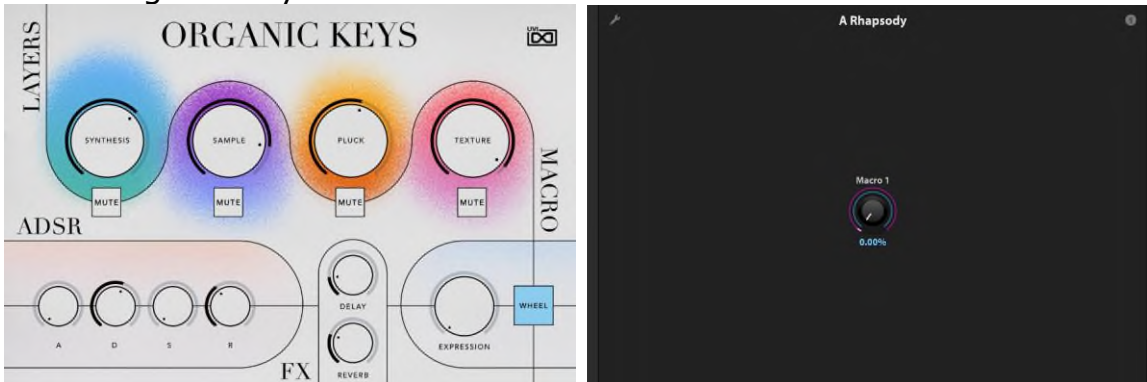 ORGANIC KEYS
UVI
LAYERS
SYNTHESIS
SAMPLE
PLUCK
TEXTURE
MUTE
MUTE
MUTE
MUTE
MACRO
ADSR
A
D
S
R
DELAY
REVERB
FX
EXPRESSION
WHEEL
A Rhapsody
Macro 1
0.00%